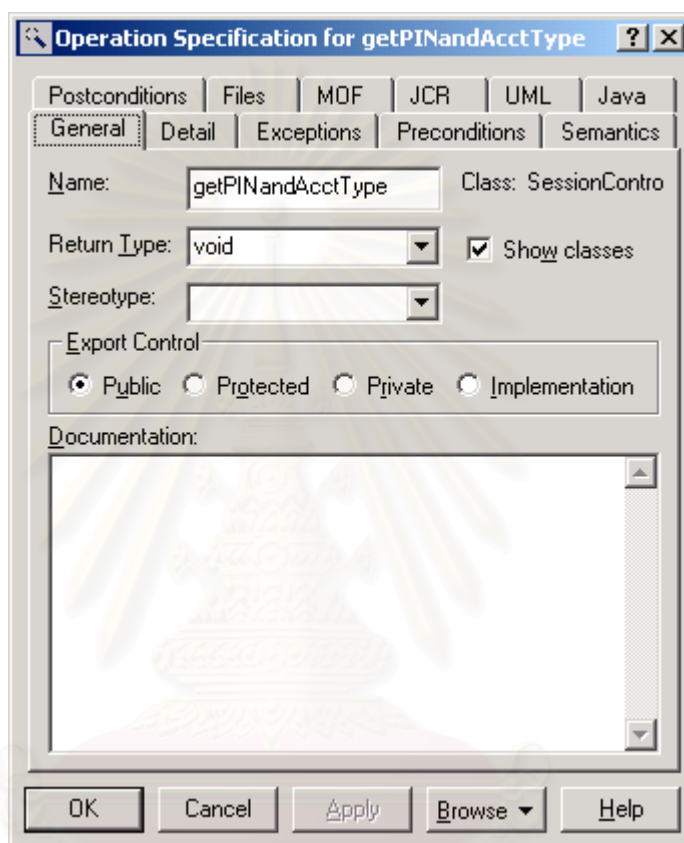 Operation Specification for getPINandAcctType
Postconditions Files MOF JCR UML Java
General Detail Exceptions Preconditions Semantics
Name: getPINandAcctType Class: SessionContro
Return Type: void Show classes
Stereotype:
Export Control
Public Protected Private Implementation
Documentation:
OK Cancel Apply Browse Help